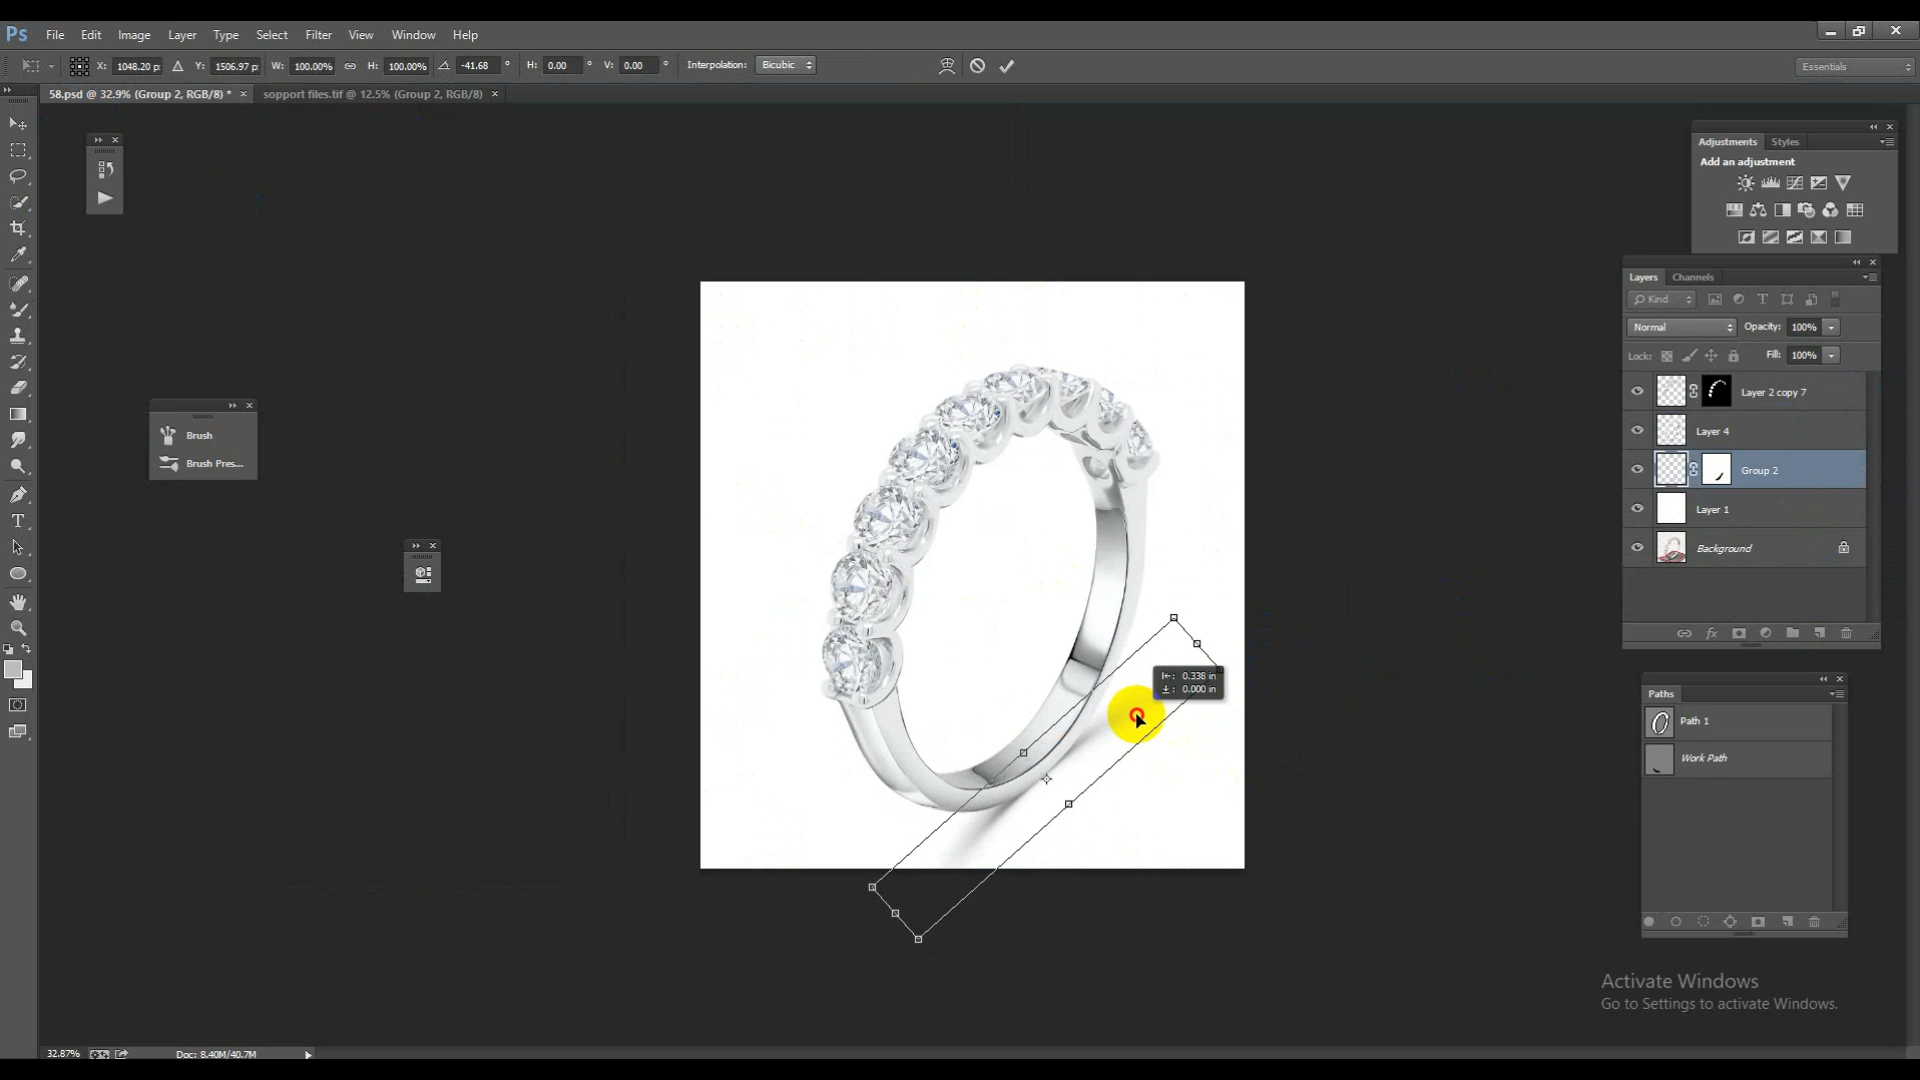 Ps File Edit Image Layer Type Select Filter View Window Help
X: 1048.20 p: Y: 1506.97 p: W: 100.00% H: 100.00% -41.68 ° H: 0.00 ° V: 0.00 ° Interpolation: Bicubic Essentials
58.psd @ 32.9% (Group 2, RGB/8) * × sopport files.tif @ 12.5% (Group 2, RGB/8) ×
Adjustments Styles
Add an adjustment
Layers Channels
Kind
Normal Opacity: 100%
Lock: Fill: 100%
Layer 2 copy 7
Layer 4
Group 2
Layer 1
Background
Brush
Brush Pres...
0.338 in
0.000 in
Paths
Path 1
Work Path
T
Activate Windows
Go to Settings to activate Windows.
32.87% Doc: 8.40M/40.7M